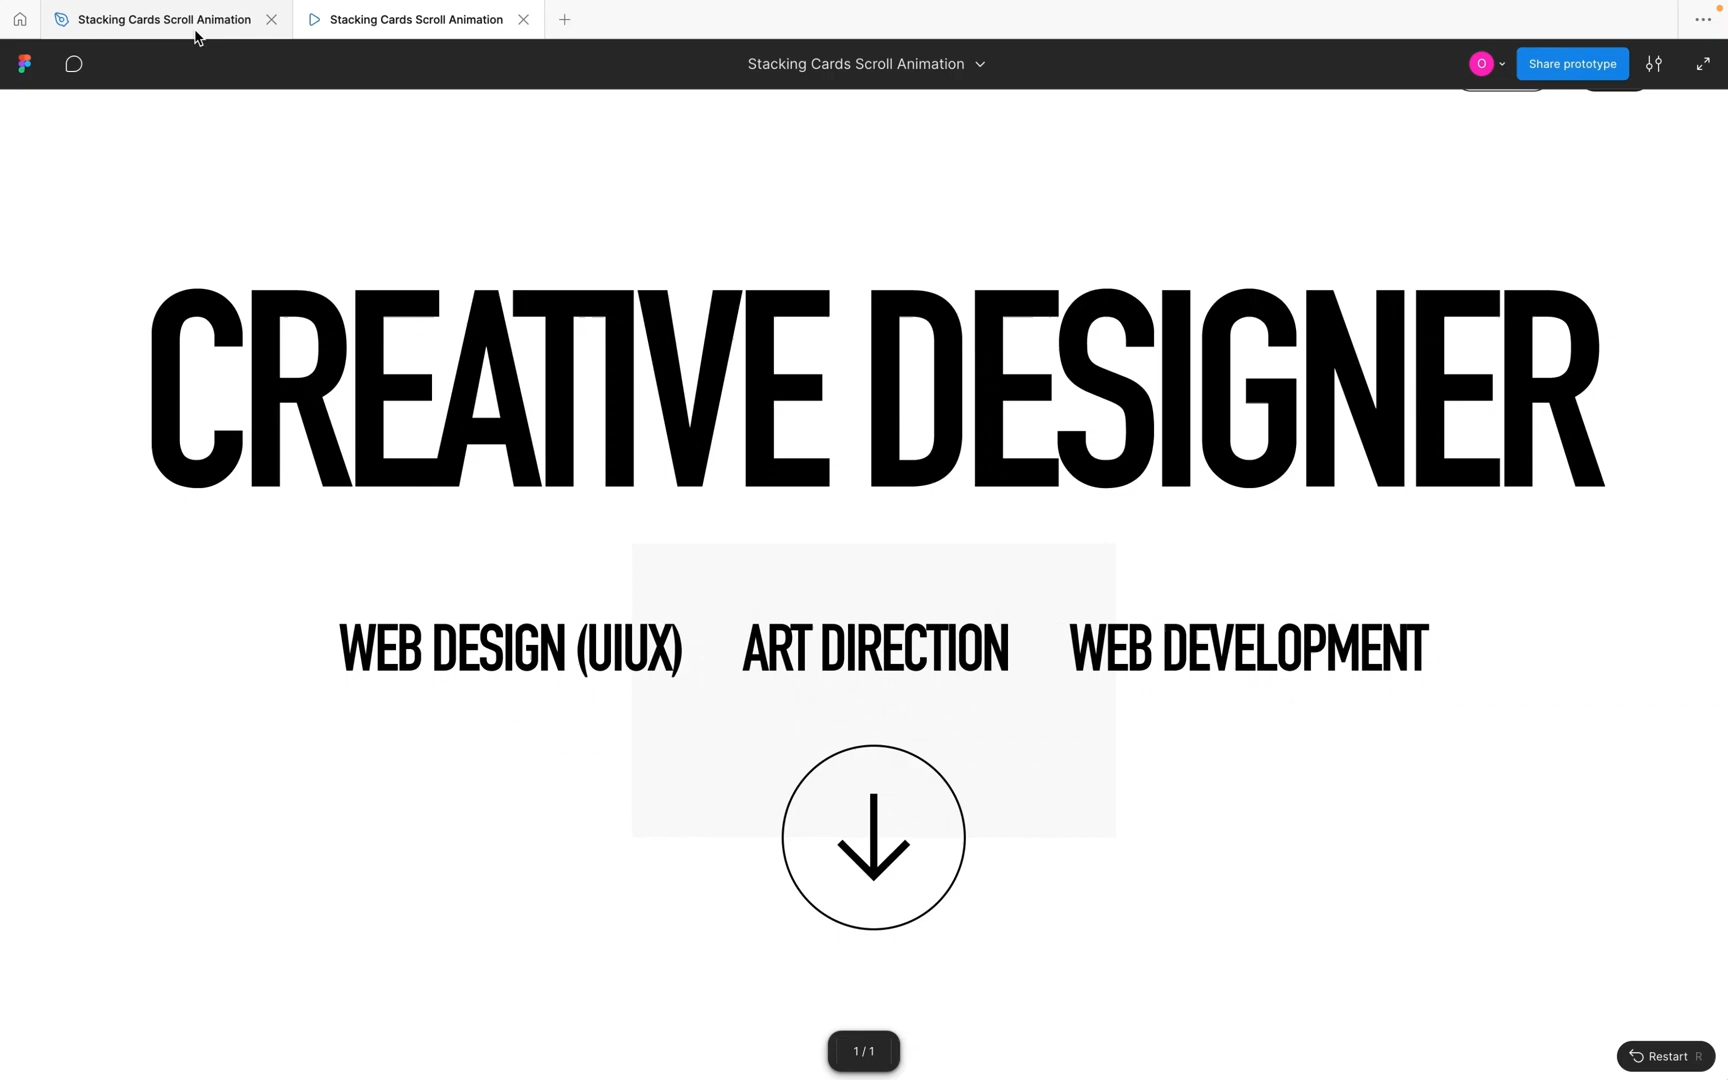 Stacking Cards Scroll Animation
Stacking Cards Scroll Animation
Stacking Cards Scroll Animation
O
Share prototype
CREATIVE DESIGNER
WEB DESIGN (UIUX)
ART DIRECTION
WEB DEVELOPMENT
1 / 1
Restart R